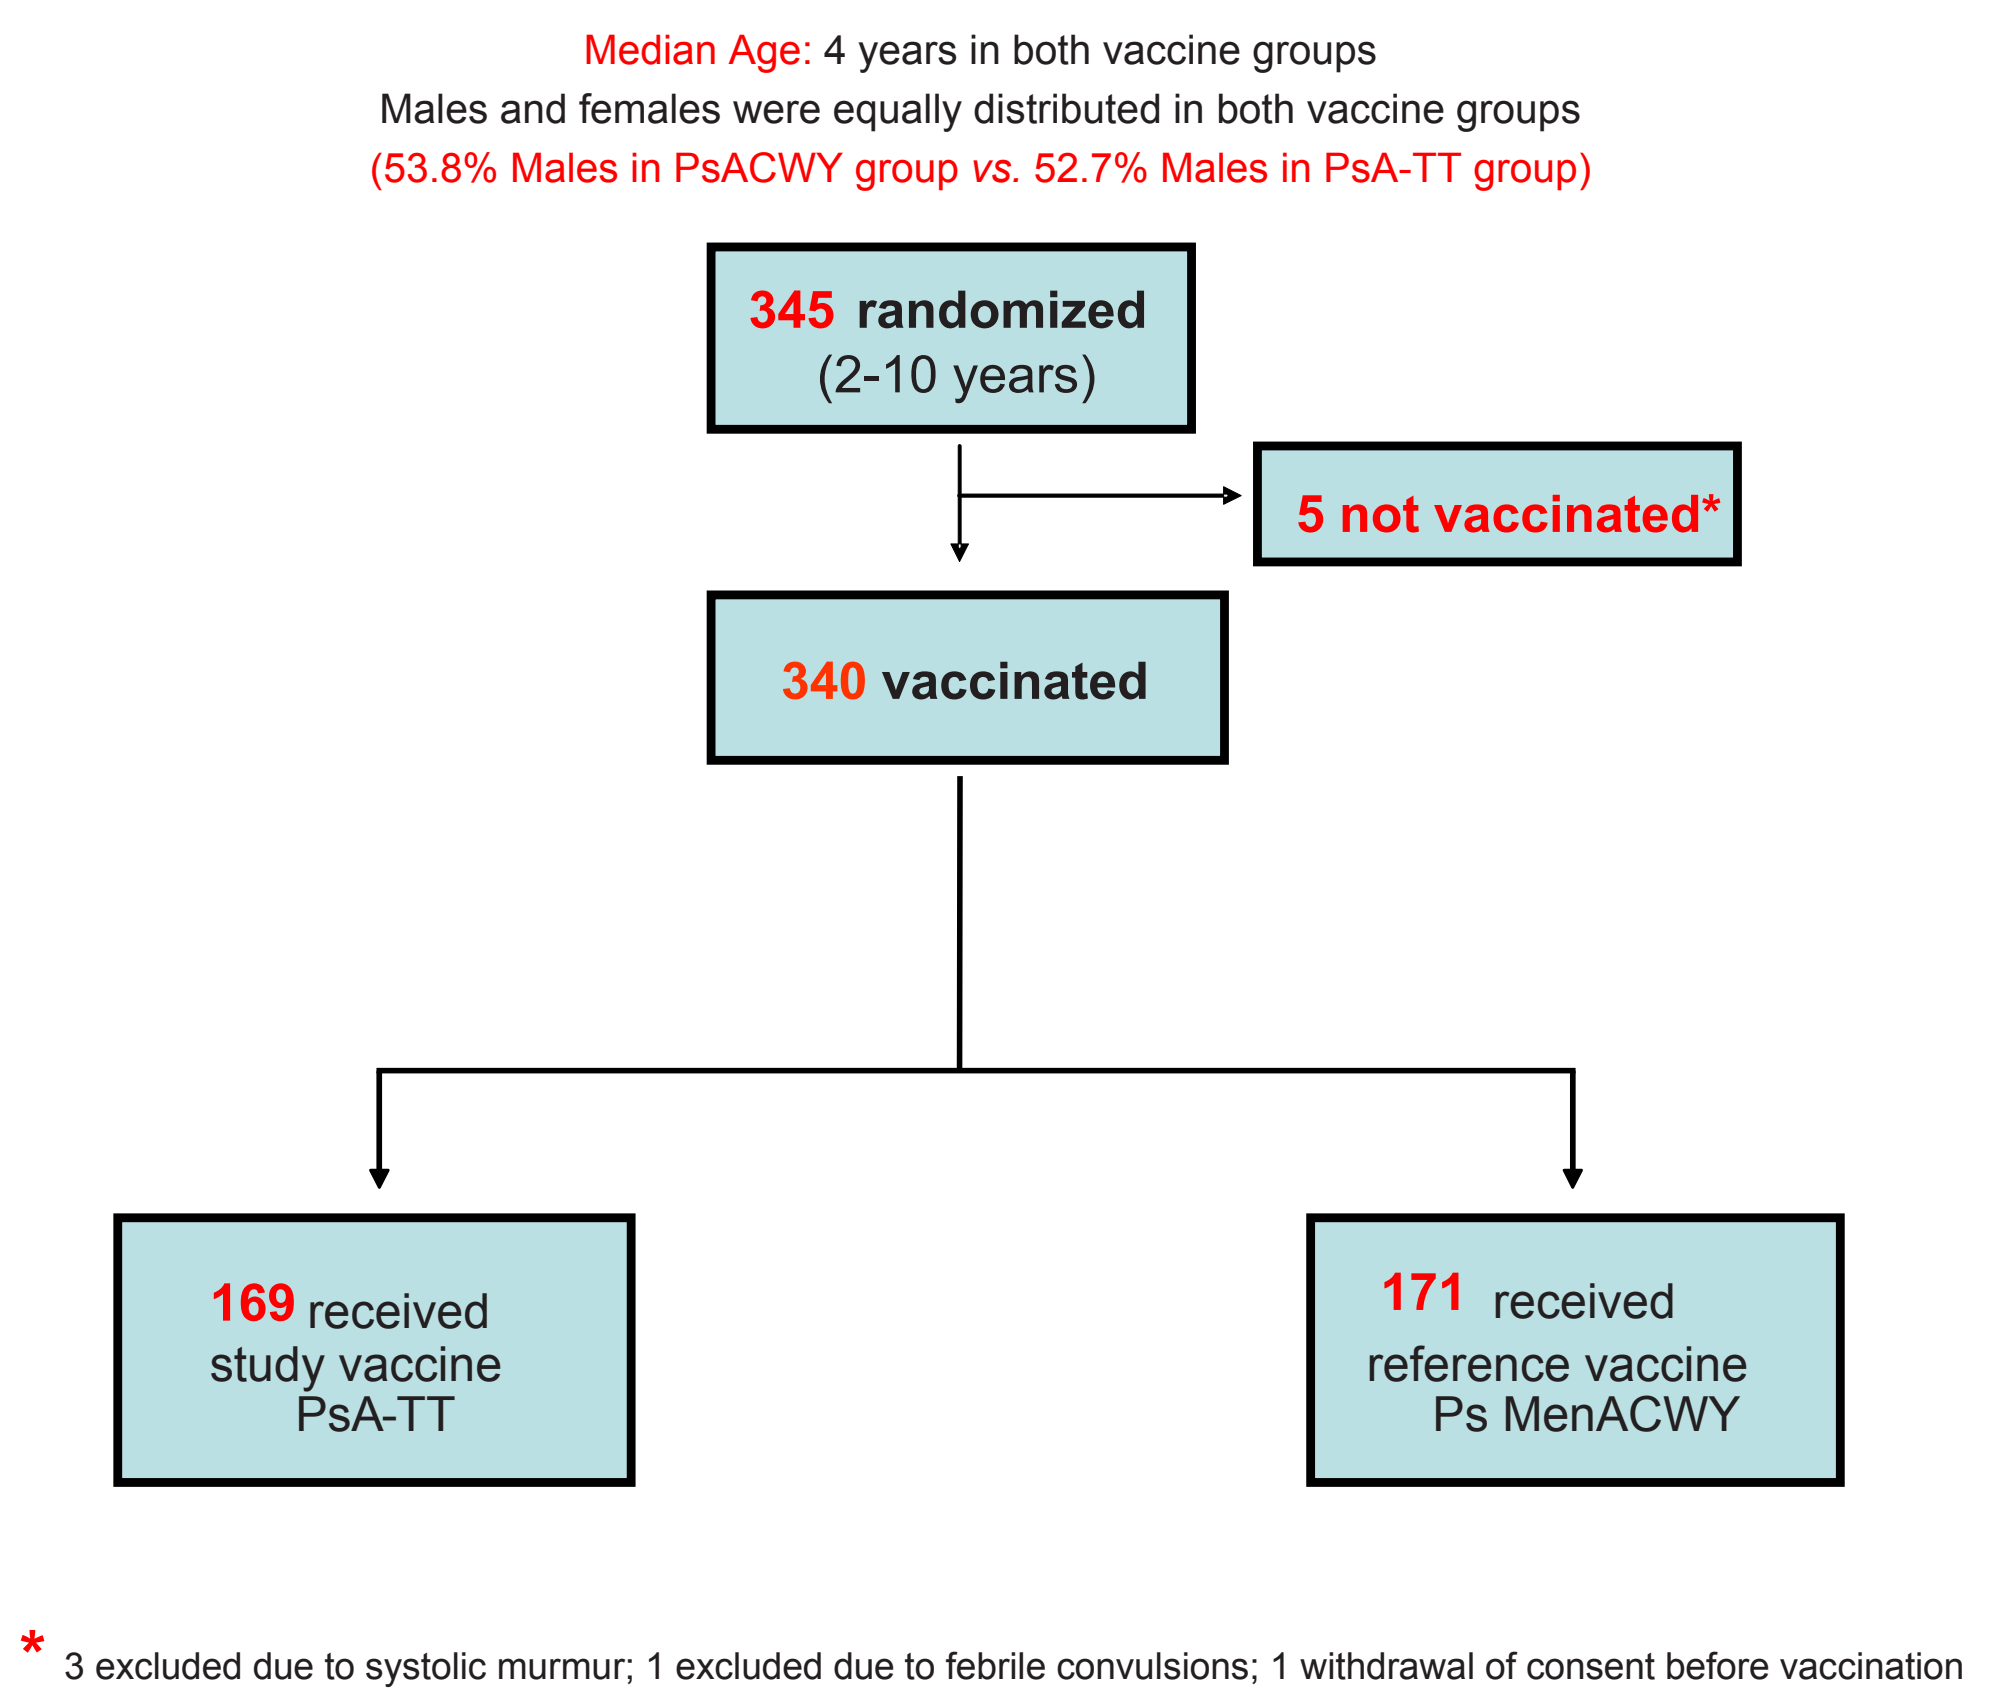 Median Age: 4 years in both vaccine groups
Males and females were equally distributed in both vaccine groups
(53.8% Males in PsACWY group vs. 52.7% Males in PsA-TT group)
345 randomized
(2-10 years)
5 not vaccinated*
340 vaccinated
169 received
study vaccine
PsA-TT
171 received
reference vaccine
Ps MenACWY
* 3 excluded due to systolic murmur; 1 excluded due to febrile convulsions; 1 withdrawal of consent before vaccination